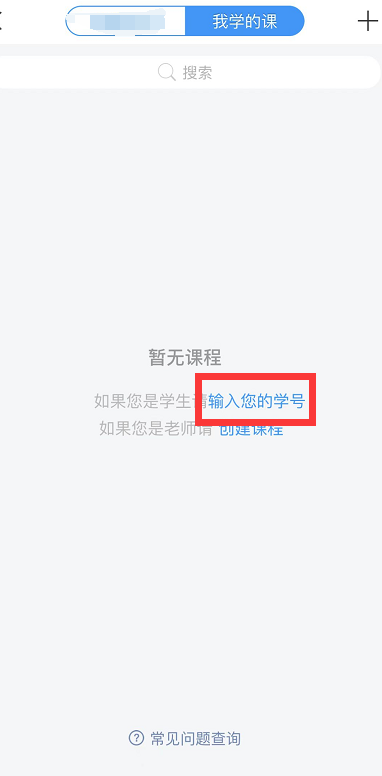 我学的课
搜索
暂无课程
如果您是学生请输入您的学号
如果您是老师请 创建课程
常见问题查询